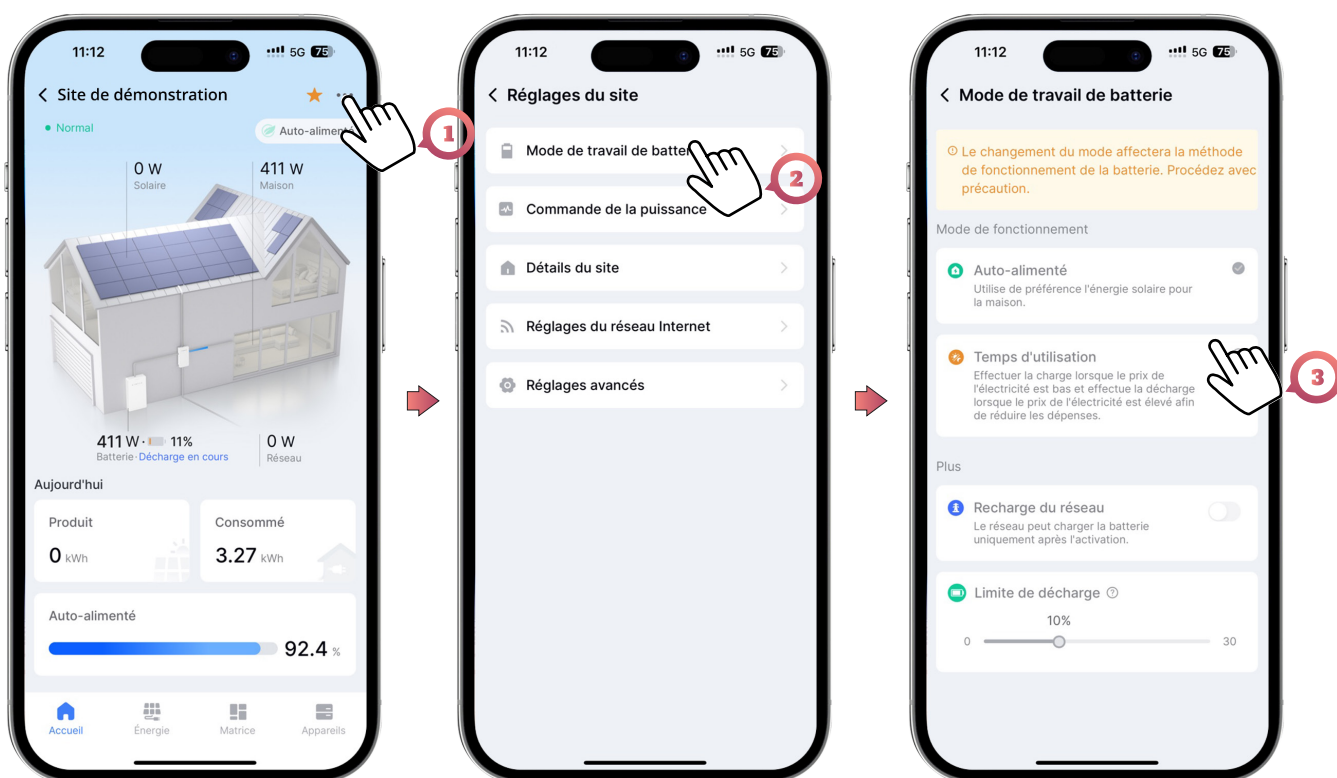 11:12
5G 75
Site de démonstration
Normal
Auto-alimenté
0 W
Solaire
411 W
Maison
411 W · 11%
Batterie · Décharge en cours
0 W
Réseau
Aujourd'hui
Produit
0 kWh
Consommé
3.27 kWh
Auto-alimenté
92.4 %
Accueil
Énergie
Matrice
Appareils
1
11:12
5G 75
Réglages du site
Mode de travail de batter
2
Commande de la puissance
Détails du site
Réglages du réseau Internet
Réglages avancés
11:12
5G 75
Mode de travail de batterie
Le changement du mode affectera la méthode
de fonctionnement de la batterie. Procédez avec
précaution.
Mode de fonctionnement
Auto-alimenté
Utilise de préférence l'énergie solaire pour
la maison.
Temps d'utilisation
Effectuer la charge lorsque le prix de
l'électricité est bas et effectue la décharge
lorsque le prix de l'électricité est élevé afin
de réduire les dépenses.
3
Plus
Recharge du réseau
Le réseau peut charger la batterie
uniquement après l'activation.
Limite de décharge ?
10%
0
30